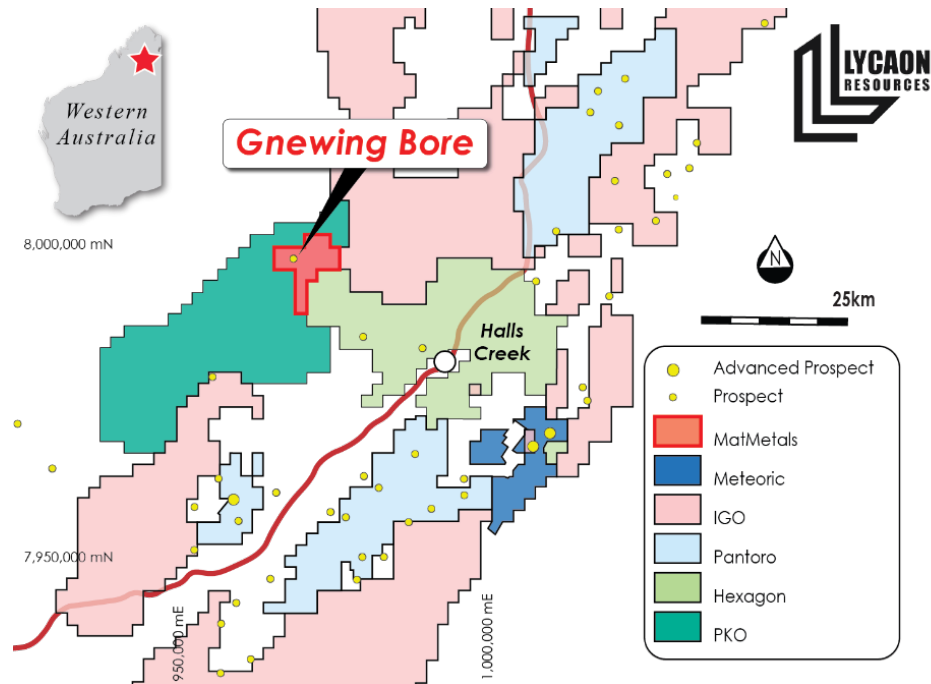 Western
Australia
Gnewing Bore
LYCAON
RESOURCES
8,000,000 mN
N
25km
Halls
Creek
Advanced Prospect
Prospect
MatMetals
Meteoric
IGO
Pantoro
Hexagon
PKO
7,950,000 mN
950,000 mE
1,000,000 mE